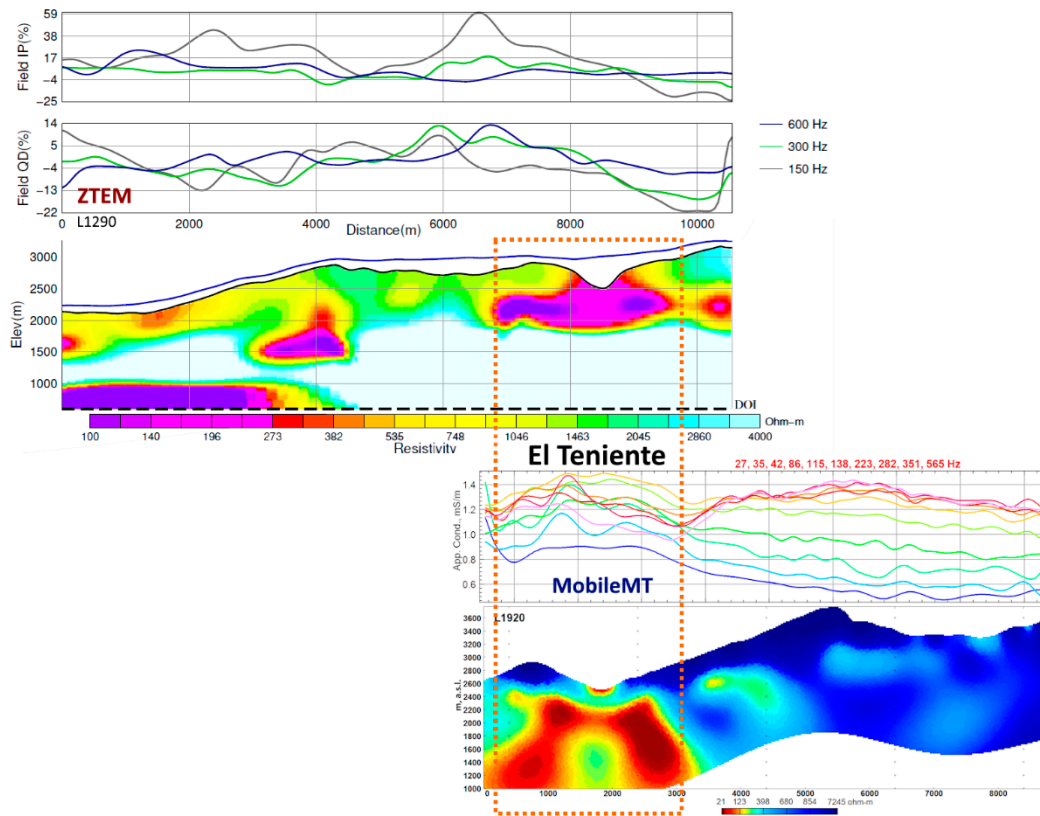 59
38
17
−4
−25
Field IP(%)
14
5
−4
−13
−22
Field QD(%)
600 Hz
300 Hz
150 Hz
ZTEM
L1290
0 2000 4000 6000 8000 10000
Distance(m)
3000
2500
2000
1500
1000
Elev(m)
DOI
100 140 196 273 382 535 748 1046 1463 2045 2860 4000
Ohm−m
Resistivity
El Teniente
27, 35, 42, 86, 115, 138, 223, 282, 351, 565 Hz
1.4
1.2
1.0
0.8
0.6
App. Cond., mS/m
MobileMT
L1920
3600
3400
3200
3000
2800
2600
2400
2200
2000
1800
1600
1400
1200
1000
m, a.s.l.
0 1000 2000 3000 4000 5000 6000 7000 8000
21 123 398 680 854 7245 ohm-m